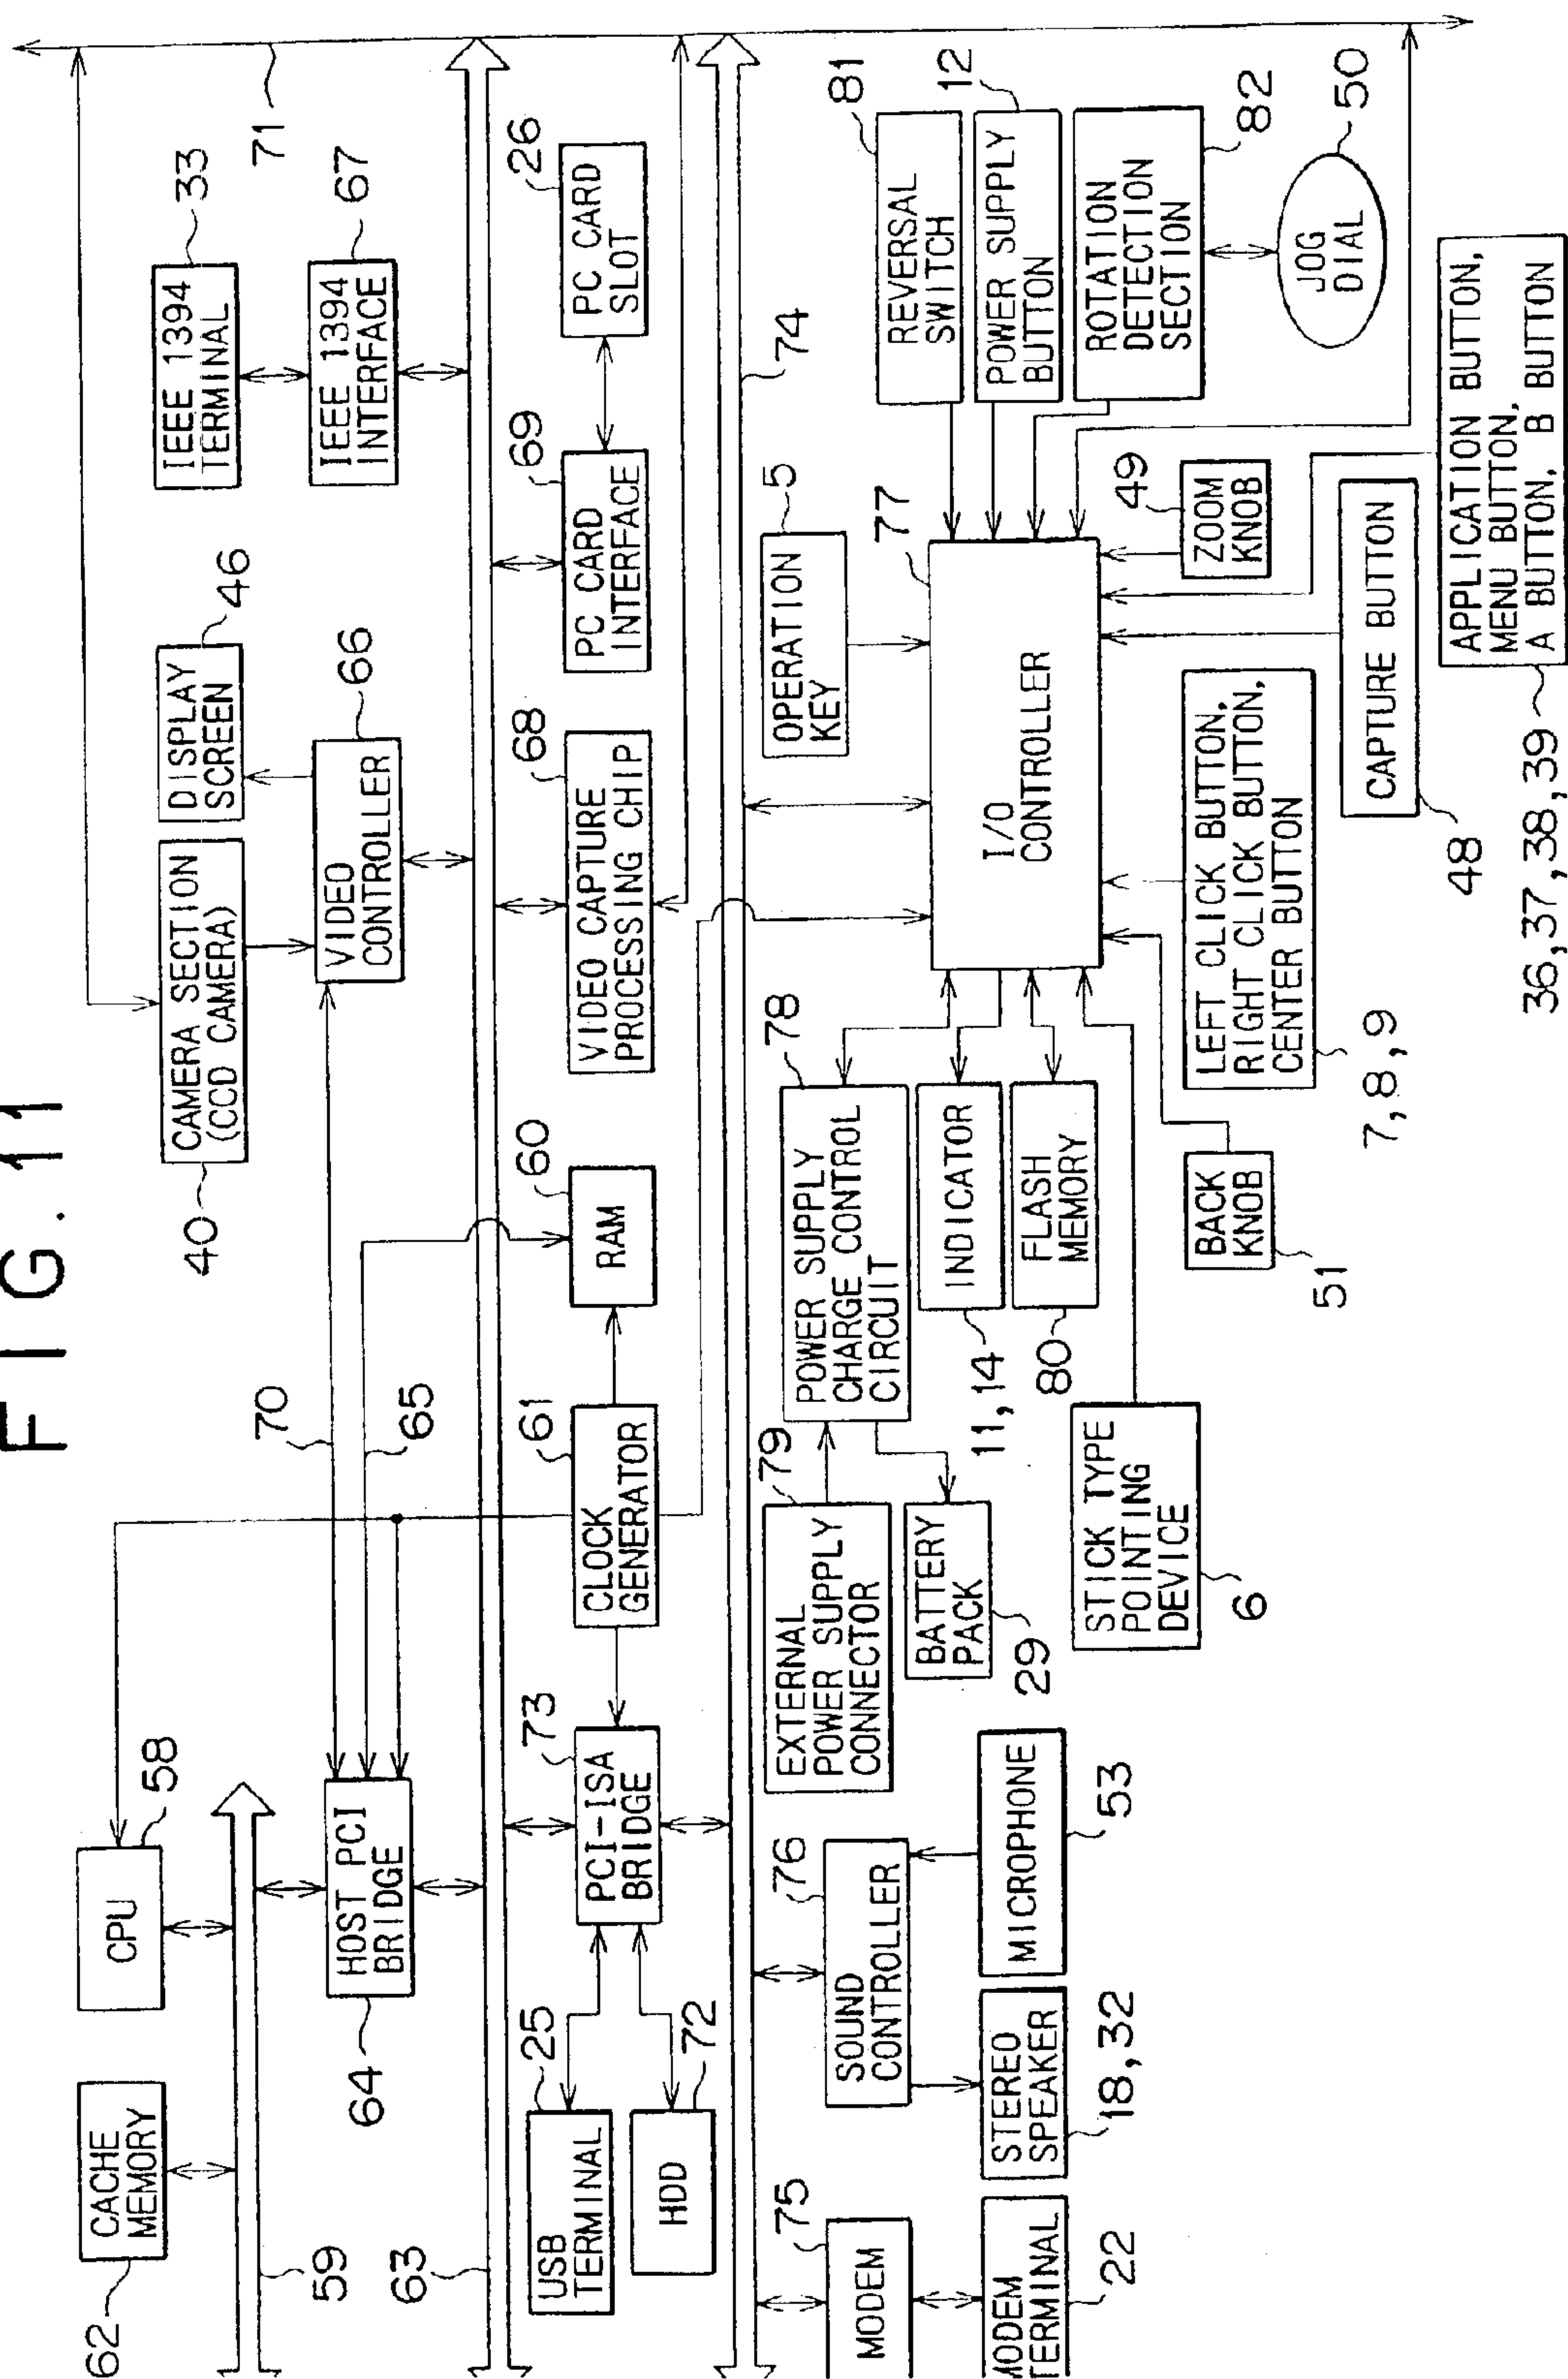 FIG.11
62
CACHE
MEMORY
CPU
58
59
40
CAMERA SECTION
(CCD CAMERA)
DISPLAY
SCREEN
46
IEEE 1394
TERMINAL
33
71
64
HOST PCI
BRIDGE
70
65
VIDEO
CONTROLLER
66
IEEE 1394
INTERFACE
67
63
USB
TERMINAL
25
HDD
72
PCI-ISA
BRIDGE
73
CLOCK
GENERATOR
61
RAM
60
VIDEO CAPTURE
PROCESSING CHIP
68
PC CARD
INTERFACE
69
PC CARD
SLOT
26
74
MODEM
75
MODEM
TERMINAL
22
SOUND
CONTROLLER
76
STEREO
SPEAKER
18,32
MICROPHONE
53
EXTERNAL
POWER SUPPLY
CONNECTOR
79
BATTERY
PACK
29
POWER SUPPLY
CHARGE CONTROL
CIRCUIT
78
INDICATOR
11,14
FLASH
MEMORY
80
STICK TYPE
POINTING
DEVICE
6
BACK
KNOB
51
OPERATION
KEY
5
I/O
CONTROLLER
77
LEFT CLICK BUTTON,
RIGHT CLICK BUTTON,
CENTER BUTTON
7,8,9
CAPTURE BUTTON
48
ZOOM
KNOB
49
APPLICATION BUTTON,
MENU BUTTON,
A BUTTON, B BUTTON
36,37,38,39
REVERSAL
SWITCH
81
POWER SUPPLY
BUTTON
12
ROTATION
DETECTION
SECTION
82
JOG
DIAL
50